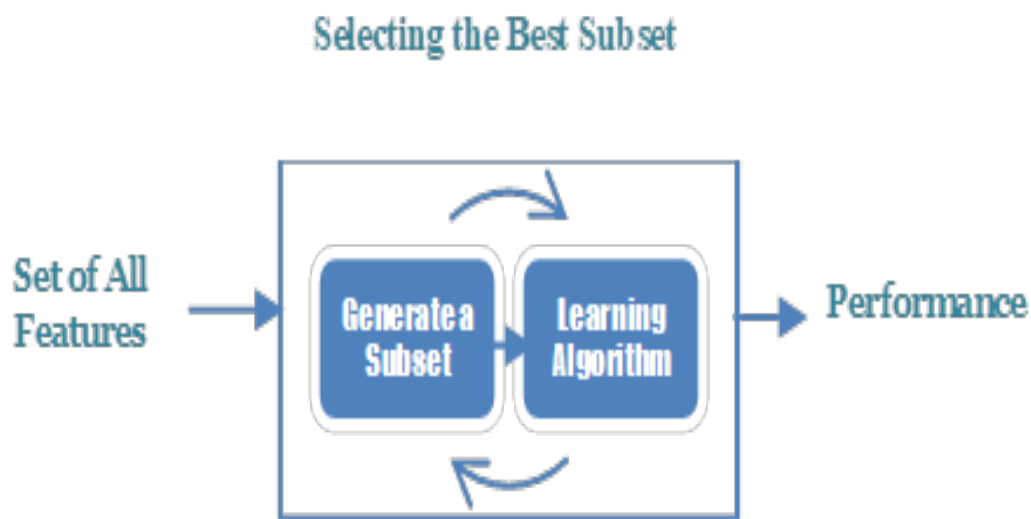 Selecting the Best Subset
Set of All
Features
Generate a
Subset
Learning
Algorithm
Performance